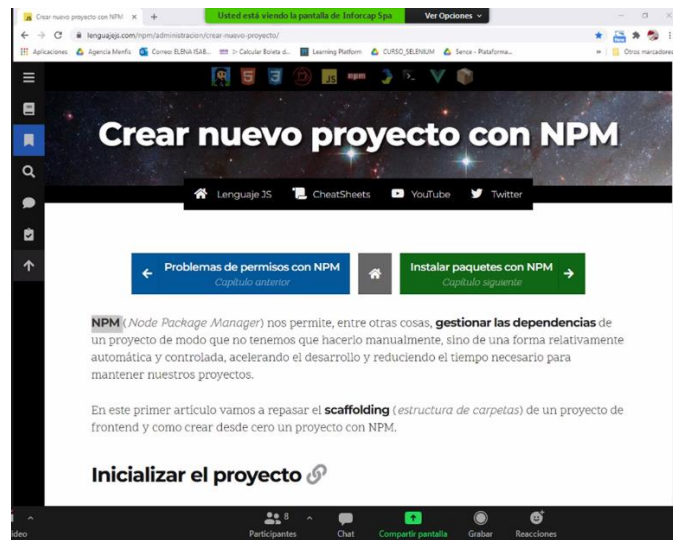 Crear nuevo proyecto con NPM
Usted está viendo la pantalla de Inforcap Spa
Ver Opciones
lenguajejs.com/npm/administracion/crear-nuevo-proyecto/
Aplicaciones
Agencia Menfis
Correo: ELENA ISAB...
Calcular Boleta d...
Learning Platform
CURSO_SELENIUM
Sence - Plataforma...
Otros marcadores
JS
npm
Crear nuevo proyecto con NPM
Lenguaje JS
CheatSheets
YouTube
Twitter
Problemas de permisos con NPM
Capítulo anterior
Instalar paquetes con NPM
Capítulo siguiente
NPM (Node Package Manager) nos permite, entre otras cosas, gestionar las dependencias de
un proyecto de modo que no tenemos que hacerlo manualmente, sino de una forma relativamente
automática y controlada, acelerando el desarrollo y reduciendo el tiempo necesario para
mantener nuestros proyectos.
En este primer artículo vamos a repasar el scaffolding (estructura de carpetas) de un proyecto de
frontend y como crear desde cero un proyecto con NPM.
Inicializar el proyecto
ideo
8
Participantes
Chat
Compartir pantalla
Grabar
Reacciones